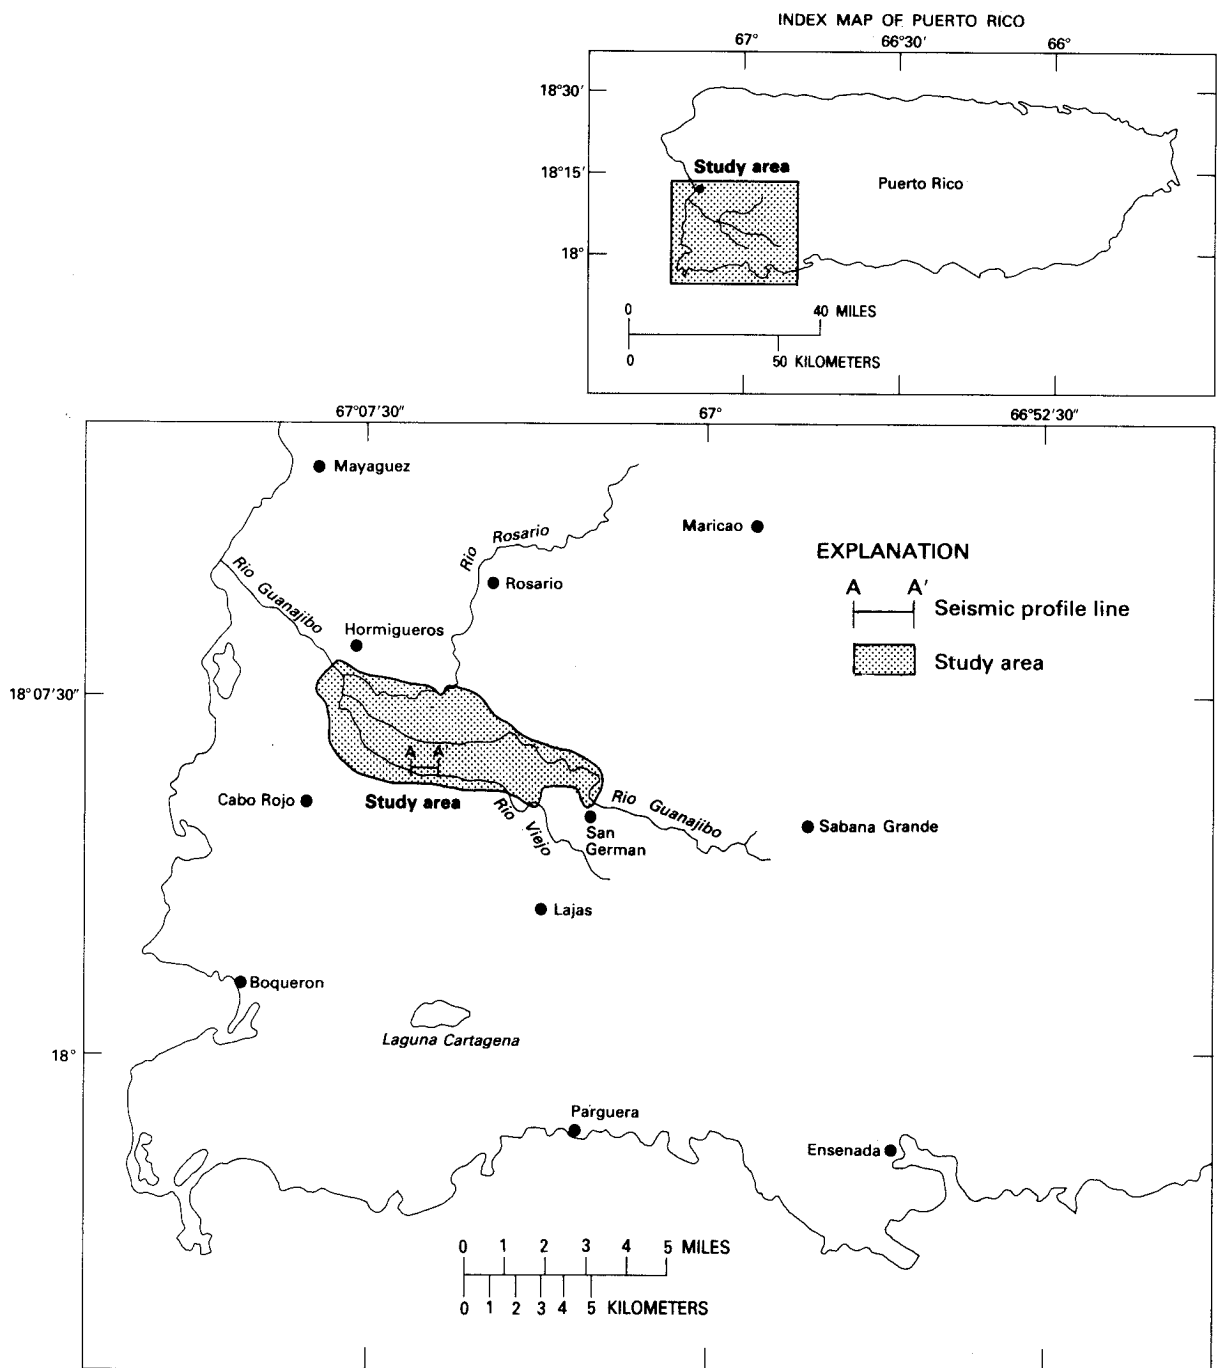 INDEX MAP OF PUERTO RICO
67° 66°30' 66°
18°30'
18°15'
18°
Study area
Puerto Rico
0 40 MILES
0 50 KILOMETERS
67°07'30" 67° 66°52'30"
18°07'30"
18°
Mayaguez
Maricao
Rio Rosario
Rosario
Rio Guanajibo
Hormigueros
EXPLANATION
A A'
Seismic profile line
Study area
A A'
Cabo Rojo
Study area
Rio Viejo
San
German
Rio Guanajibo
Sabana Grande
Lajas
Boqueron
Laguna Cartagena
Parguera
Ensenada
0 1 2 3 4 5 MILES
0 1 2 3 4 5 KILOMETERS